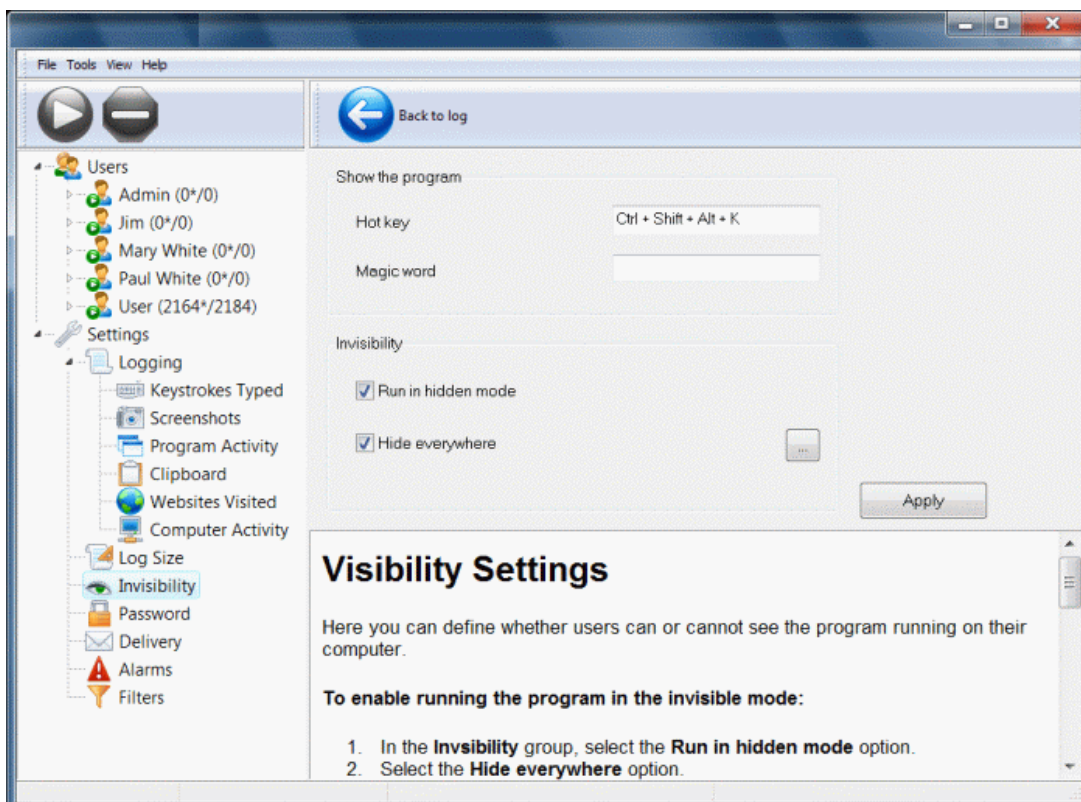 File Tools View Help
Back to log
Users
Admin (0*/0)
Jim (0*/0)
Mary White (0*/0)
Paul White (0*/0)
User (2164*/2184)
Settings
Logging
Keystrokes Typed
Screenshots
Program Activity
Clipboard
Websites Visited
Computer Activity
Log Size
Invisibility
Password
Delivery
Alarms
Filters
Show the program
Hot key Ctrl + Shift + Alt + K
Magic word
Invisibility
Run in hidden mode
Hide everywhere ...
Apply
Visibility Settings
Here you can define whether users can or cannot see the program running on their
computer.
To enable running the program in the invisible mode:
1. In the Invsibility group, select the Run in hidden mode option.
2. Select the Hide everywhere option.